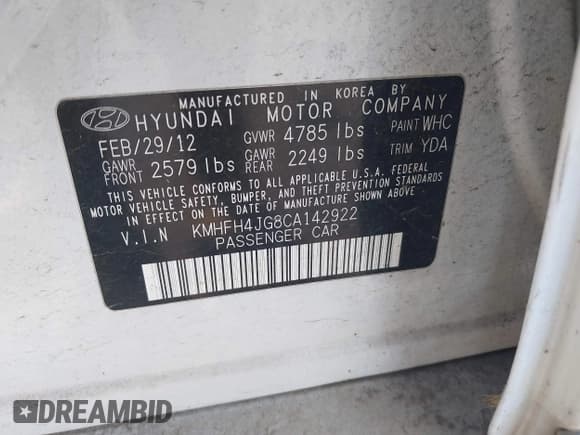 MANUFACTURED IN KOREA BY
HYUNDAI MOTOR COMPANY
FEB/29/12 GVWR 4785 lbs PAINT WHC
GAWR FRONT 2579 lbs GAWR REAR 2249 lbs TRIM YDA
THIS VEHICLE CONFORMS TO ALL APPLICABLE U.S.A. FEDERAL
MOTOR VEHICLE SAFETY, BUMPER, AND THEFT PREVENTION
STANDARDS IN EFFECT ON THE DATE OF MANUFACTURE SHOWN ABOVE.
V.I.N KMHFH4JG8CA142922
PASSENGER CAR
DREAMBID